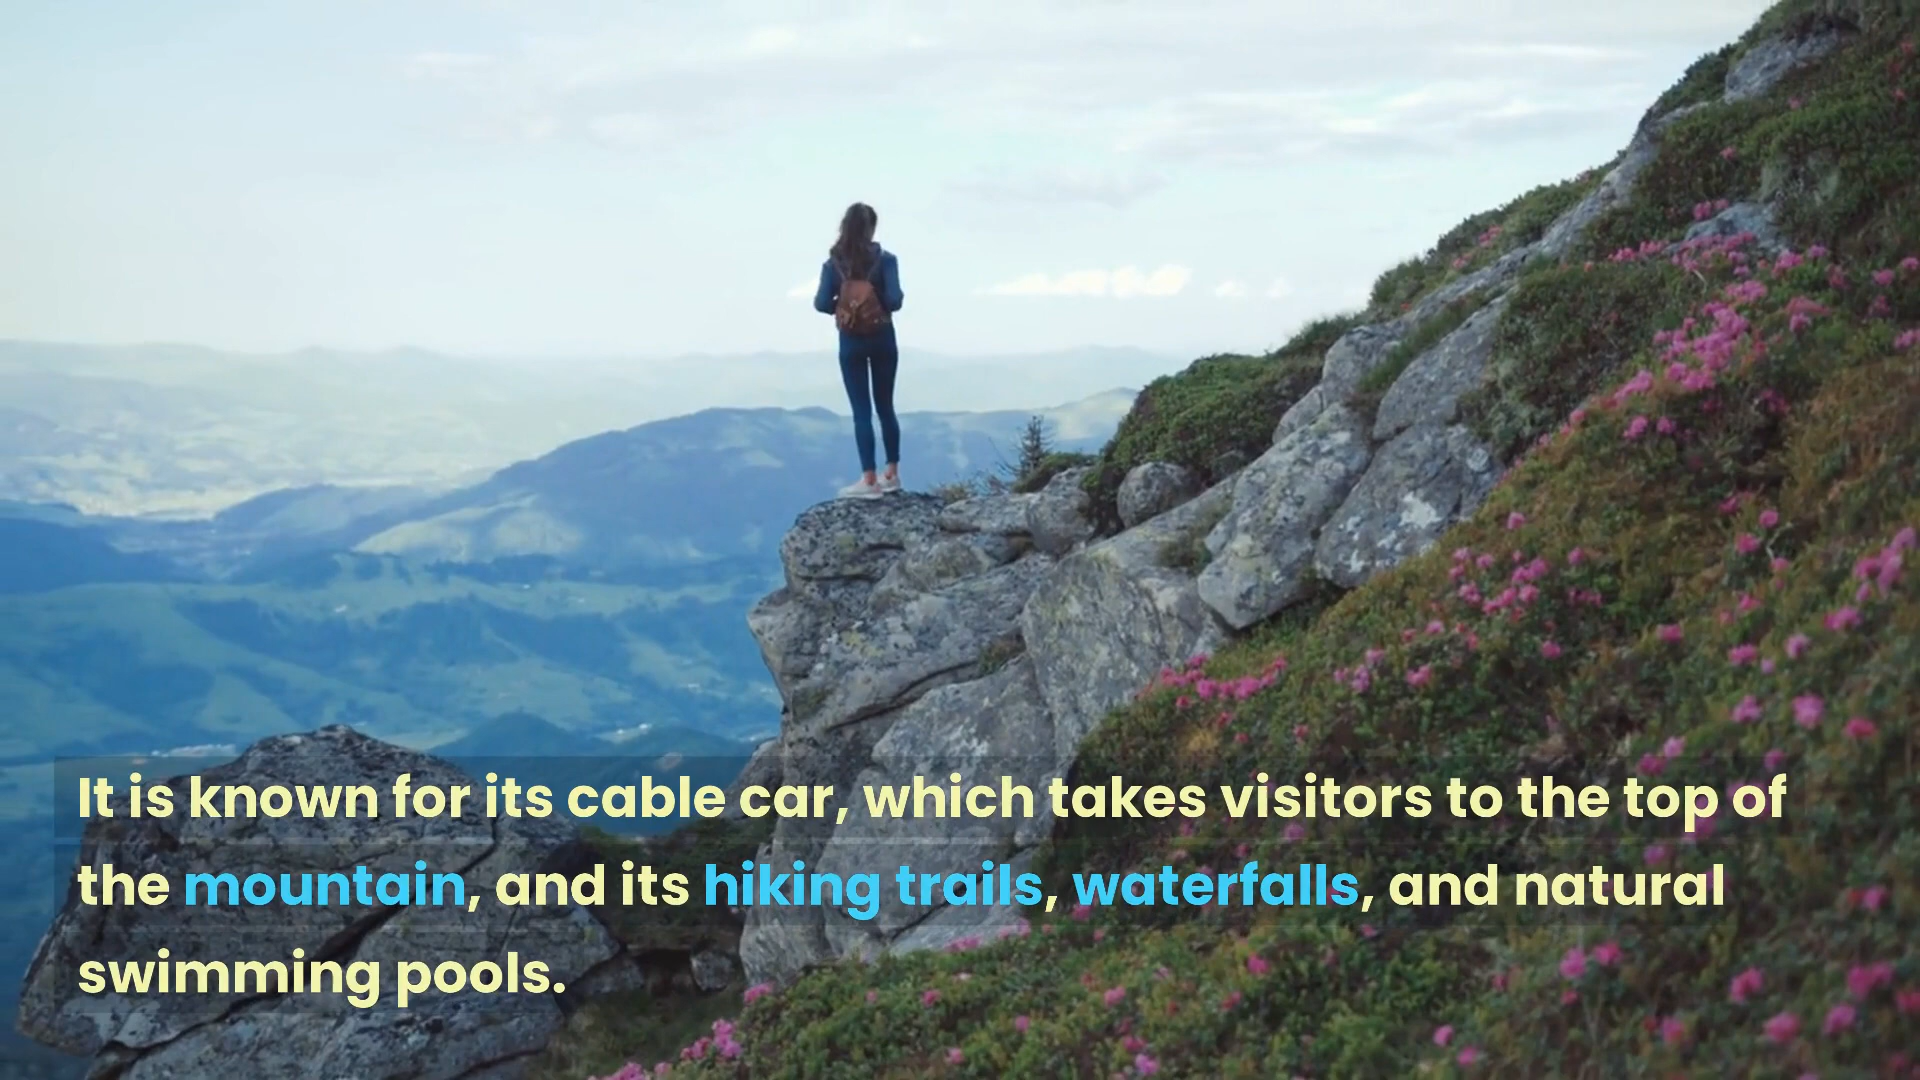 It is known for its cable car, which takes visitors to the top of
the mountain, and its hiking trails, waterfalls, and natural
swimming pools.